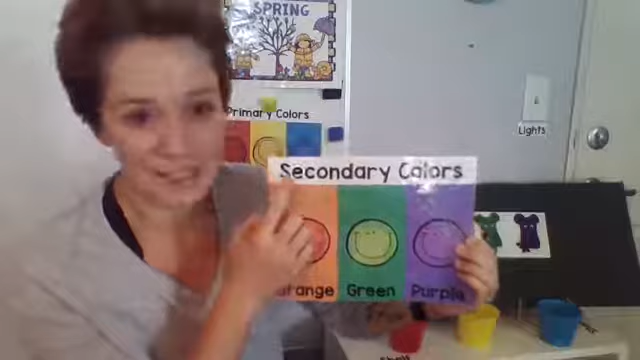 SPRING
Primary Colors
Lights
Secondary Colors
Orange Green Purple